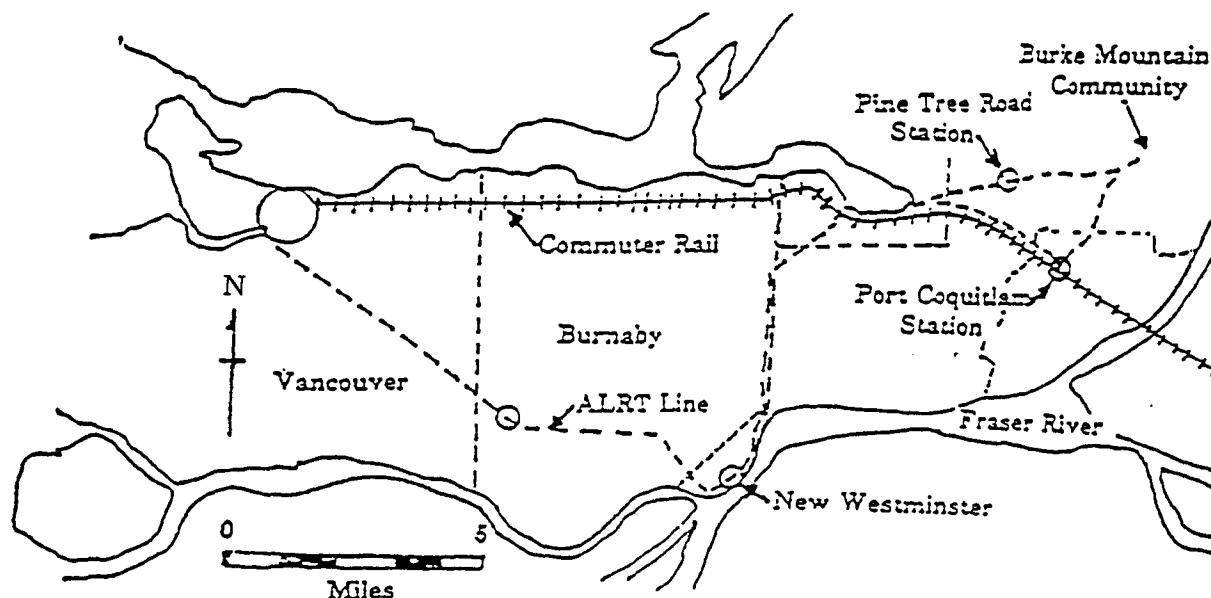 Burke Mountain
Community
Pine Tree Road
Station
Commuter Rail
N
Port Coquitlam
Station
Burnaby
Vancouver
ALRT Line
Fraser River
New Westminster
0 5
Miles